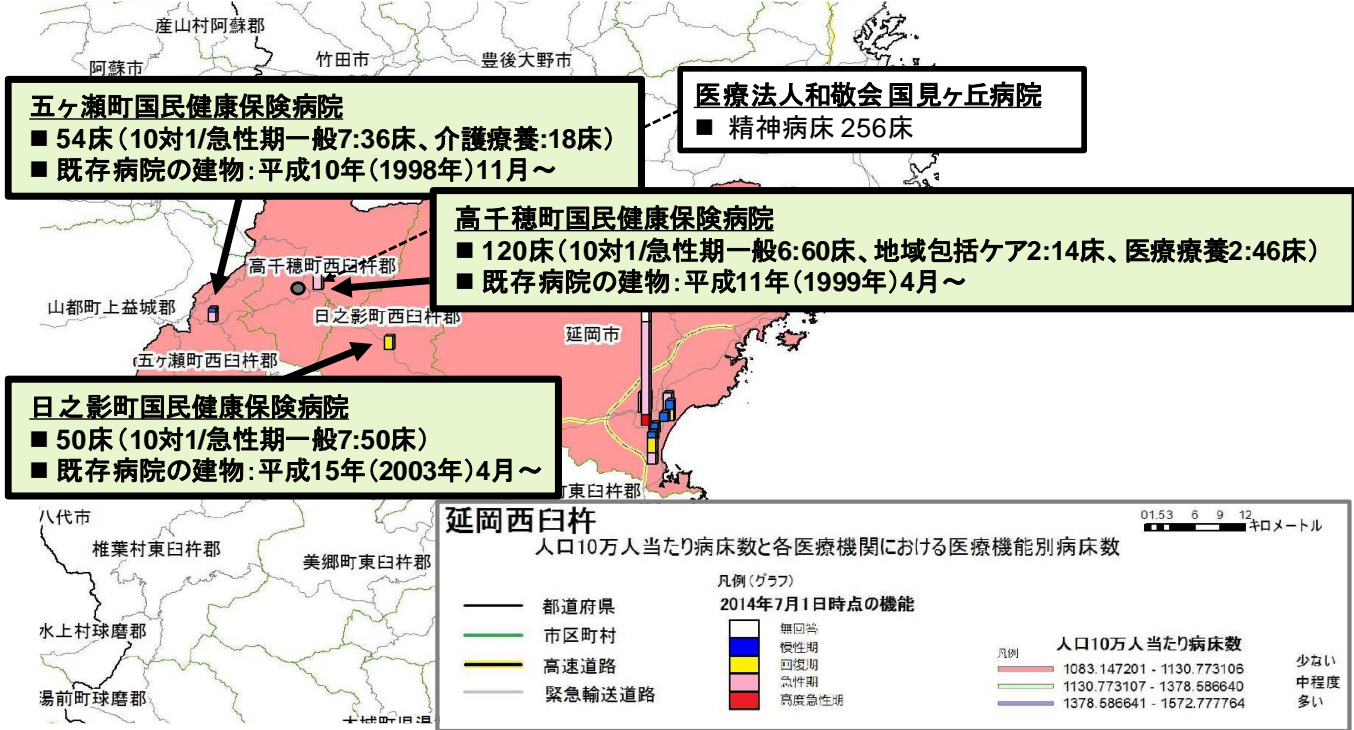 産山村阿蘇郡
竹田市
豊後大野市
阿蘇市
五ヶ瀬町国民健康保険病院
■ 54床（10対1/急性期一般7:36床、介護療養:18床）
■ 既存病院の建物：平成10年（1998年）11月～
医療法人和敬会 国見ヶ丘病院
■ 精神病床 256床
高千穂町国民健康保険病院
■ 120床（10対1/急性期一般6:60床、地域包括ケア2:14床、医療療養2:46床）
■ 既存病院の建物：平成11年（1999年）4月～
高千穂町西臼杵郡
山都町上益城郡
日之影町西臼杵郡
延岡市
五ヶ瀬町西臼杵郡
日之影町国民健康保険病院
■ 50床（10対1/急性期一般7:50床）
■ 既存病院の建物：平成15年（2003年）4月～
町東臼杵郡
八代市
椎葉村東臼杵郡
美郷町東臼杵郡
水上村球磨郡
湯前町球磨郡
延岡西臼杵
01.53 6 9 12
キロメートル
人口10万人当たり病床数と各医療機関における医療機能別病床数
都道府県
市区町村
高速道路
緊急輸送道路
凡例（グラフ）
2014年7月1日時点の機能
無回答
慢性期
回復期
急性期
高度急性期
凡例
人口10万人当たり病床数
1083.147201 - 1130.773106 少ない
1130.773107 - 1378.586640 中程度
1378.586641 - 1572.777764 多い